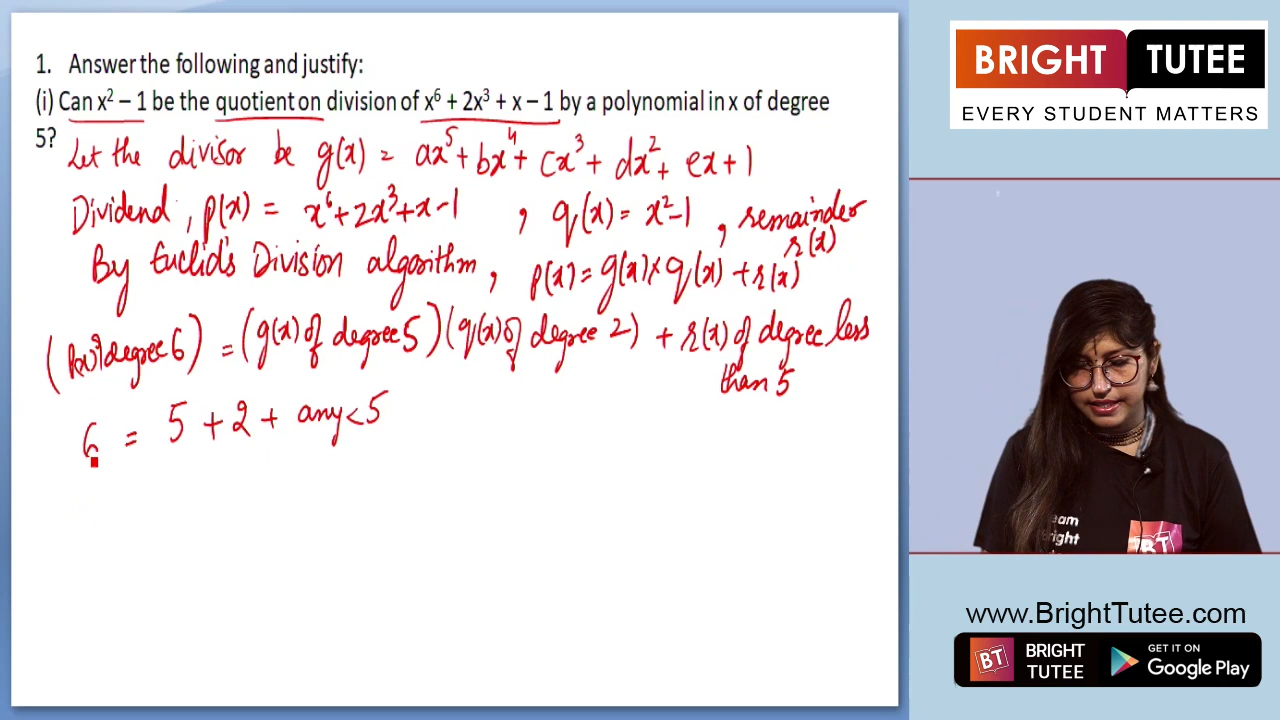 1. Answer the following and justify:
(i) Can x² – 1 be the quotient on division of x⁶ + 2x³ + x – 1 by a polynomial in x of degree
5?
Let the divisor be g(x) = ax⁵ + bx⁴ + cx³ + dx² + ex + 1
Dividend, p(x) = x⁶ + 2x³ + x - 1 , q(x) = x² - 1 , remainder
r(x)
By Euclid's Division algorithm, p(x) = g(x) × q(x) + r(x)
degree 6) = (g(x) of degree 5) (q(x) of degree 2) + r(x) of degree less
than 5
6 = 5 + 2 + any < 5
BRIGHT TUTEE
EVERY STUDENT MATTERS
BT
www.BrightTutee.com
BT BRIGHT TUTEE
GET IT ON
Google Play